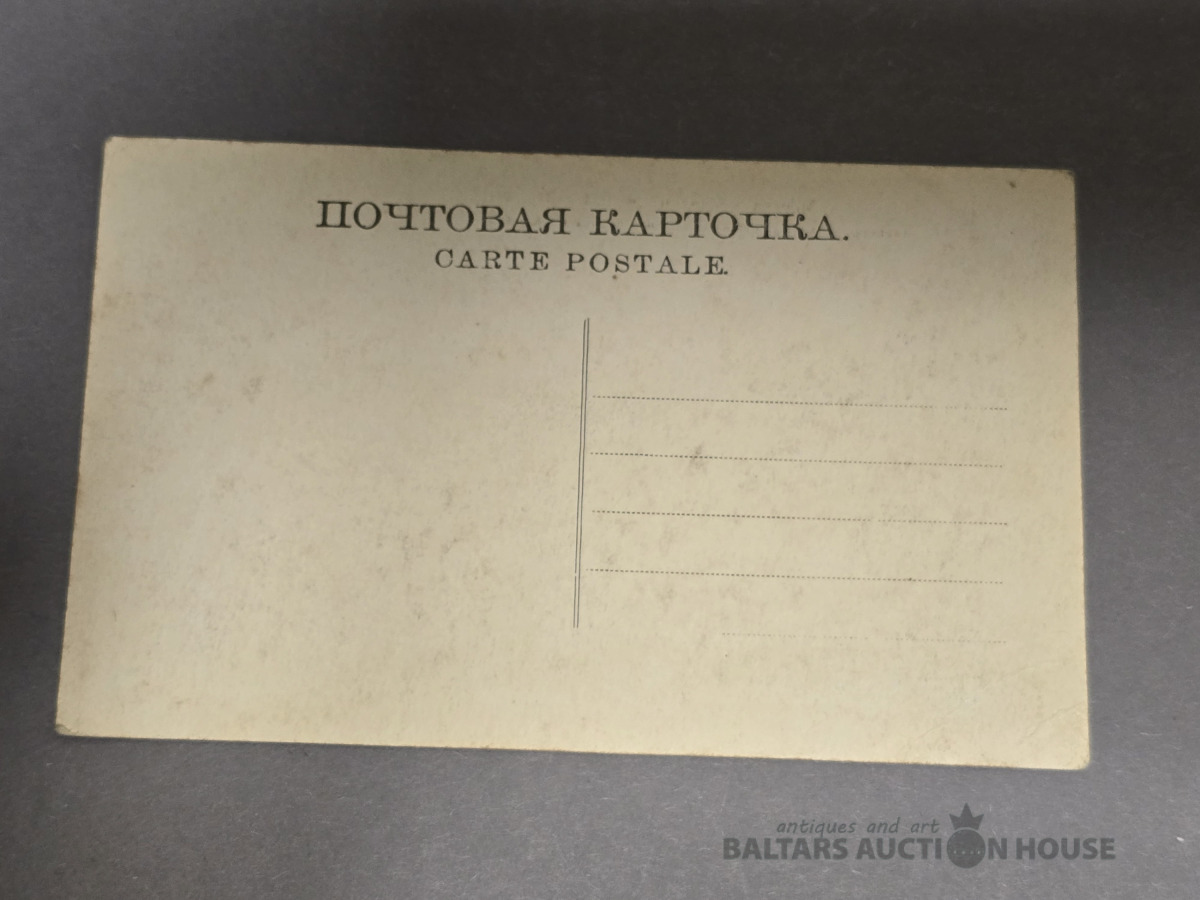 ПОЧТОВАЯ КАРТОЧКА.
CARTE POSTALE.
antiques and art
BALTARS AUCTION HOUSE